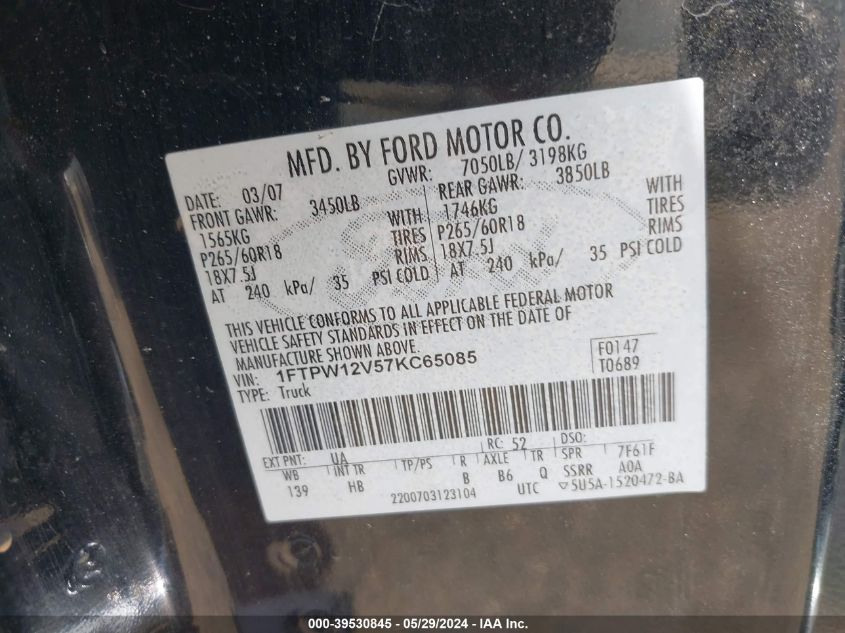 MFD. BY FORD MOTOR CO.
DATE: 03/07 GVWR: 7050LB/ 3198KG
FRONT GAWR: 3450LB REAR GAWR: 3850LB
1565KG WITH 1746KG WITH
P265/60R18 TIRES P265/60R18 TIRES
18X7.5J RIMS 18X7.5J RIMS
AT 240 kPa/ 35 PSI COLD AT 240 kPa/ 35 PSI COLD
THIS VEHICLE CONFORMS TO ALL APPLICABLE FEDERAL MOTOR
VEHICLE SAFETY STANDARDS IN EFFECT ON THE DATE OF
MANUFACTURE SHOWN ABOVE.
VIN: 1FTPW12V57KC65085 F0147
TYPE: Truck T0689
EXT PNT: UA RC: 52 DSO:
WB INT TR TP/PS R AXLE TR SPR 7F61F
139 HB B B6 Q SSRR A0A
2200703123104 UTC ▽5U5A-1520472-BA
000-39530845 - 05/29/2024 - IAA Inc.